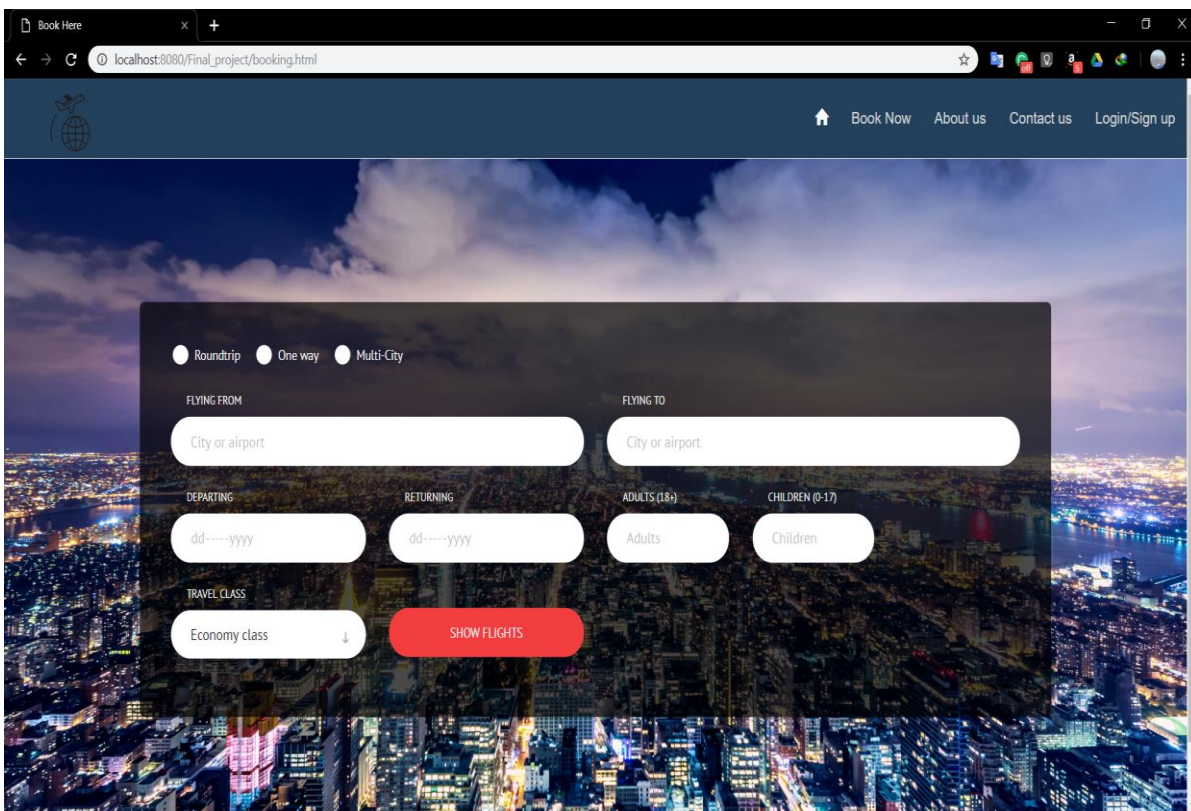 Book Here
localhost:8080/Final_project/booking.html
off
a
5
Book Now About us Contact us Login/Sign up
Roundtrip One way Multi-City
FLYING FROM FLYING TO
City or airport City or airport
DEPARTING RETURNING ADULTS (18+) CHILDREN (0-17)
dd-----yyyy dd-----yyyy Adults Children
TRAVEL CLASS
Economy class SHOW FLIGHTS